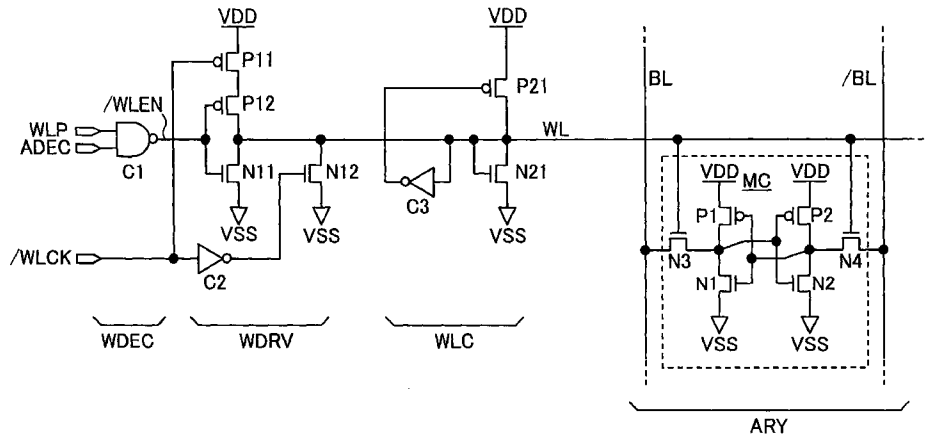 VDD VDD
P11 P21 BL /BL
/WLEN P12
WLP WL
ADEC
C1 N11 N12 C3 N21 VDD MC VDD
P1 P2
VSS VSS VSS
/WLCK N3 N4
C2 N1 N2
VSS VSS
WDEC WDRV WLC
ARY